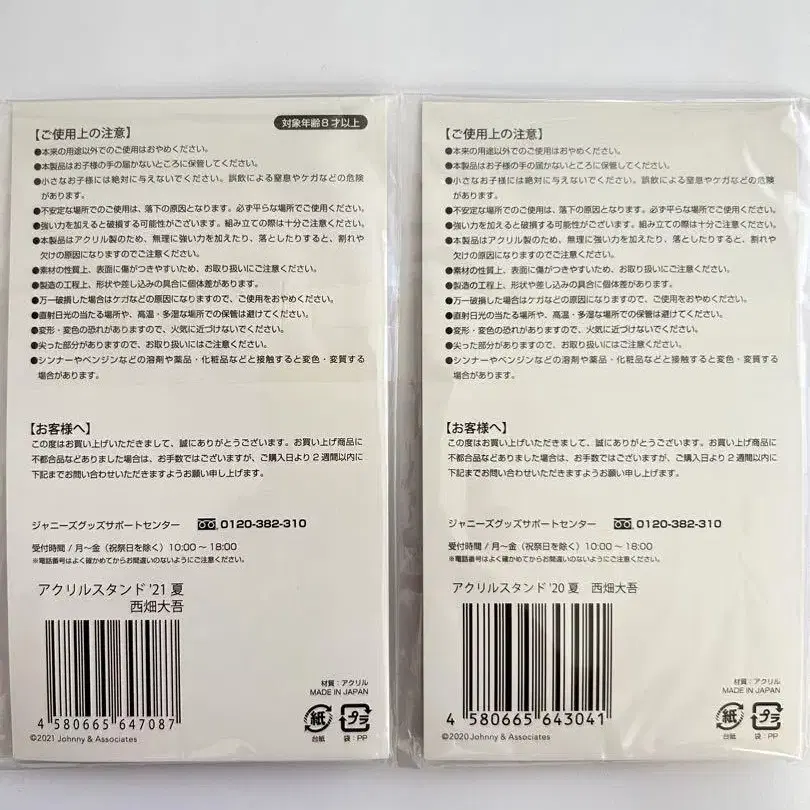 対象年齢8才以上
【ご使用上の注意】
●本来の用途以外でのご使用はおやめください。
●本製品はお子様の手の届かないところに保管してください。
●小さなお子様には絶対に与えないでください。誤飲による窒息やケガなどの危険
があります。
●不安定な場所でのご使用は、落下の原因となります。必ず平らな場所でご使用ください。
●強い力を加えると破損する可能性がございます。組み立ての際は十分ご注意ください。
●本製品はアクリル製のため、無理に強い力を加えたり、落としたりすると、割れや
欠けの原因になりますのでご注意ください。
●素材の性質上、表面に傷がつきやすいため、お取り扱いにご注意ください。
●製造の工程上、形状や差し込みの具合に個体差があります。
●万一破損した場合はケガなどの原因になりますので、ご使用をおやめください。
●直射日光の当たる場所や、高温・多湿な場所での保管は避けてください。
●変形・変色の恐れがありますので、火気に近づけないでください。
●尖った部分がありますので、お取り扱いにはご注意ください。
●シンナーやベンジンなどの溶剤や薬品・化粧品などと接触すると変色・変質する
場合があります。
【お客様へ】
この度はお買い上げいただきまして、誠にありがとうございます。お買い上げ商品に
不都合品などありました場合は、お手数ではございますが、ご購入日より2週間以内に
下記までお問い合わせいただきますようお願い申し上げます。
ジャニーズグッズサポートセンター 0120-382-310
受付時間/月〜金(祝祭日を除く)10:00〜18:00
※電話番号はよく確かめてからお間違いのないようにご注意ください。
アクリルスタンド '21 夏
西畑大吾
材質:アクリル
MADE IN JAPAN
4 580665 647087
紙 プラ
台紙 袋:PP
©2021 Johnny & Associates
【ご使用上の注意】
●本来の用途以外でのご使用はおやめください。
●本製品はお子様の手の届かないところに保管してください。
●小さなお子様には絶対に与えないでください。誤飲による窒息やケガなどの危険
があります。
●不安定な場所でのご使用は、落下の原因となります。必ず平らな場所でご使用ください。
●強い力を加えると破損する可能性がございます。組み立ての際は十分ご注意ください。
●本製品はアクリル製のため、無理に強い力を加えたり、落としたりすると、割れや
欠けの原因になりますのでご注意ください。
●素材の性質上、表面に傷がつきやすいため、お取り扱いにご注意ください。
●製造の工程上、形状や差し込みの具合に個体差があります。
●万一破損した場合はケガなどの原因になりますので、ご使用をおやめください。
●直射日光の当たる場所や、高温・多湿な場所での保管は避けてください。
●変形・変色の恐れがありますので、火気に近づけないでください。
●尖った部分がありますので、お取り扱いにはご注意ください。
●シンナーやベンジンなどの溶剤や薬品・化粧品などと接触すると変色・変質する
場合があります。
【お客様へ】
この度はお買い上げいただきまして、誠にありがとうございます。お買い上げ商品に
不都合品などありました場合は、お手数ではございますが、ご購入日より2週間以内に
下記までお問い合わせいただきますようお願い申し上げます。
ジャニーズグッズサポートセンター 0120-382-310
受付時間/月〜金(祝祭日を除く)10:00〜18:00
※電話番号はよく確かめてからお間違いのないようにご注意ください。
アクリルスタンド '20 夏 西畑大吾
材質:アクリル
MADE IN JAPAN
4 580665 643041
紙 プラ
台紙 袋:PP
©2020 Johnny & Associates